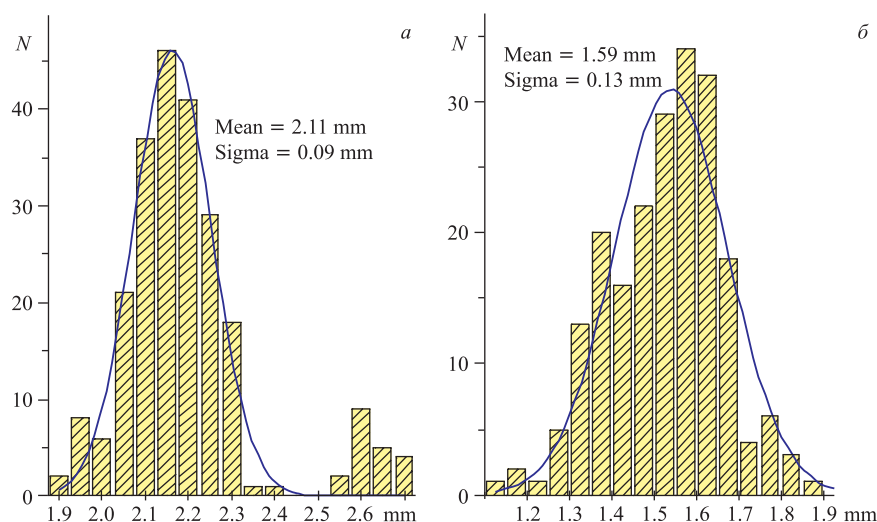 N
а
Mean = 2.11 mm
Sigma = 0.09 mm
40
30
20
10
0
1.9 2.0 2.1 2.2 2.3 2.4 2.5 2.6 mm
N
б
Mean = 1.59 mm
Sigma = 0.13 mm
30
20
10
0
1.2 1.3 1.4 1.5 1.6 1.7 1.8 1.9 mm